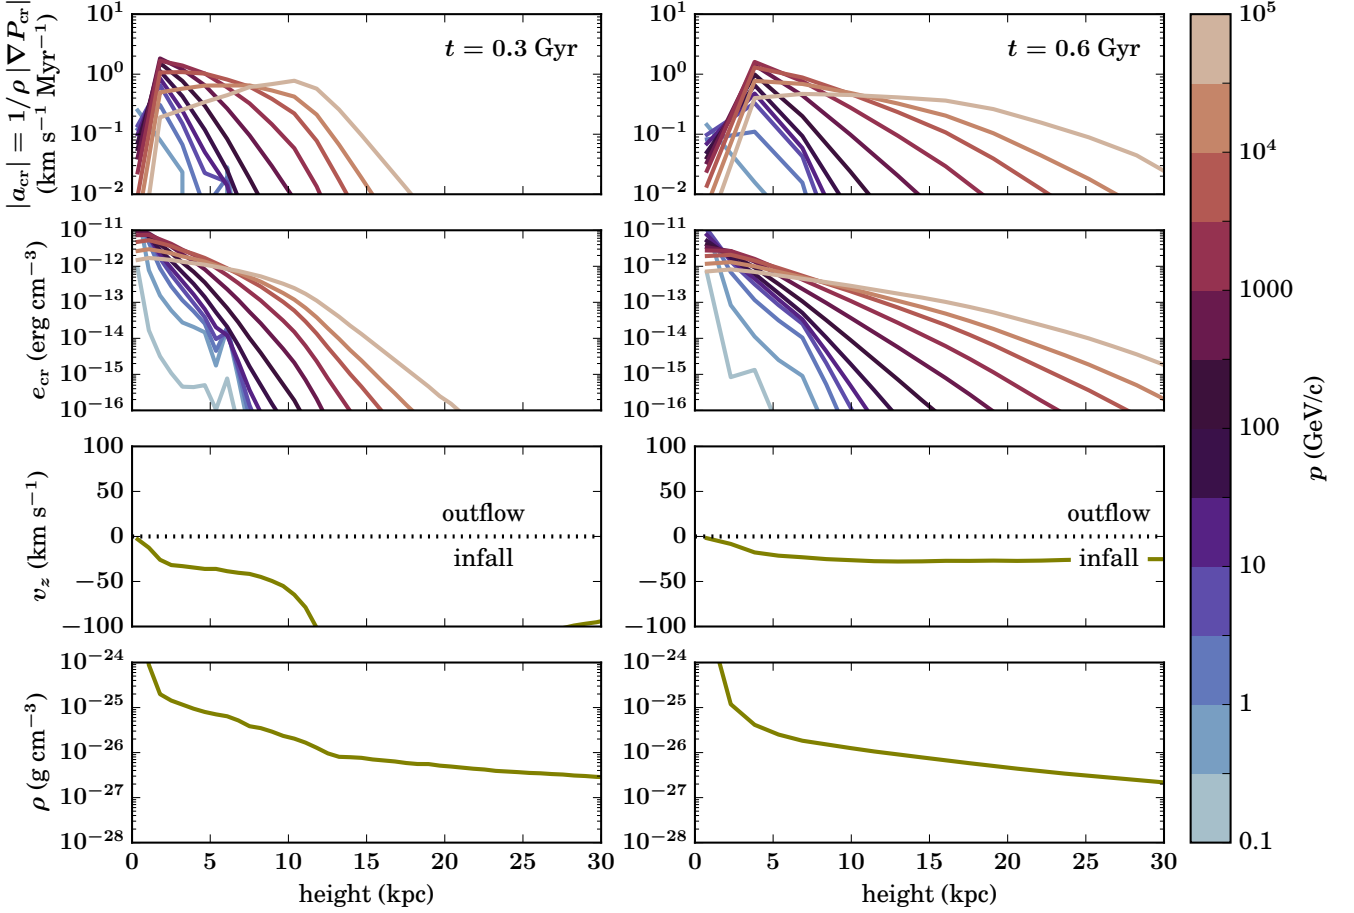 |a_cr| = 1/ρ |∇P_cr|
(km s⁻¹ Myr⁻¹)
10¹
10⁰
10⁻¹
10⁻²
t = 0.3 Gyr
10¹
10⁰
10⁻¹
10⁻²
t = 0.6 Gyr
e_cr (erg cm⁻³)
10⁻¹¹
10⁻¹²
10⁻¹³
10⁻¹⁴
10⁻¹⁵
10⁻¹⁶
10⁻¹¹
10⁻¹²
10⁻¹³
10⁻¹⁴
10⁻¹⁵
10⁻¹⁶
v_z (km s⁻¹)
100
50
0
−50
−100
outflow
infall
100
50
0
−50
−100
outflow
infall
ρ (g cm⁻³)
10⁻²⁴
10⁻²⁵
10⁻²⁶
10⁻²⁷
10⁻²⁸
0 5 10 15 20 25 30
height (kpc)
10⁻²⁴
10⁻²⁵
10⁻²⁶
10⁻²⁷
10⁻²⁸
0 5 10 15 20 25 30
height (kpc)
10⁵
10⁴
1000
100
10
1
0.1
p (GeV/c)